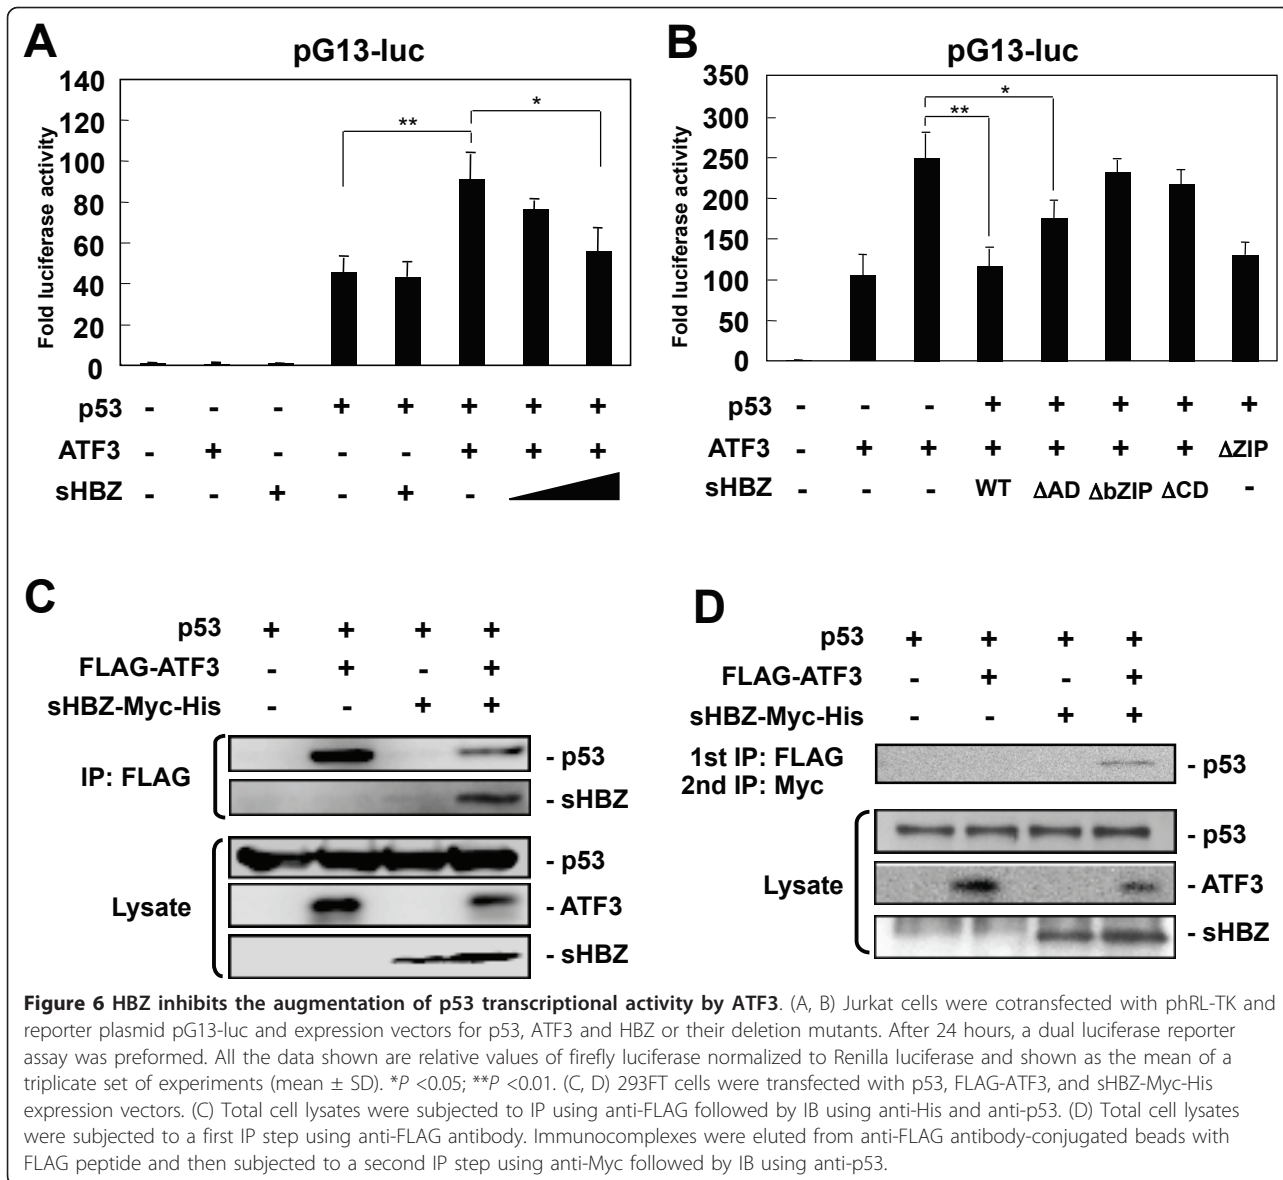 A
pG13-luc
Fold luciferase activity
140
120
100
80
60
40
20
0
**
*
p53 - - - + + + + +
ATF3 - + - - - + + +
sHBZ - - + - + -
B
pG13-luc
Fold luciferase activity
350
300
250
200
150
100
50
0
**
*
p53 - - - + + + + +
ATF3 - + + + + + + ΔZIP
sHBZ - - - WT ΔAD ΔbZIP ΔCD -
C
p53 + + + +
FLAG-ATF3 - + - +
sHBZ-Myc-His - - + +
IP: FLAG
- p53
- sHBZ
Lysate
- p53
- ATF3
- sHBZ
D
p53 + + + +
FLAG-ATF3 - + - +
sHBZ-Myc-His - - + +
1st IP: FLAG
2nd IP: Myc
- p53
Lysate
- p53
- ATF3
- sHBZ
Figure 6 HBZ inhibits the augmentation of p53 transcriptional activity by ATF3. (A, B) Jurkat cells were cotransfected with phRL-TK and
reporter plasmid pG13-luc and expression vectors for p53, ATF3 and HBZ or their deletion mutants. After 24 hours, a dual luciferase reporter
assay was preformed. All the data shown are relative values of firefly luciferase normalized to Renilla luciferase and shown as the mean of a
triplicate set of experiments (mean ± SD). *P <0.05; **P <0.01. (C, D) 293FT cells were transfected with p53, FLAG-ATF3, and sHBZ-Myc-His
expression vectors. (C) Total cell lysates were subjected to IP using anti-FLAG followed by IB using anti-His and anti-p53. (D) Total cell lysates
were subjected to a first IP step using anti-FLAG antibody. Immunocomplexes were eluted from anti-FLAG antibody-conjugated beads with
FLAG peptide and then subjected to a second IP step using anti-Myc followed by IB using anti-p53.